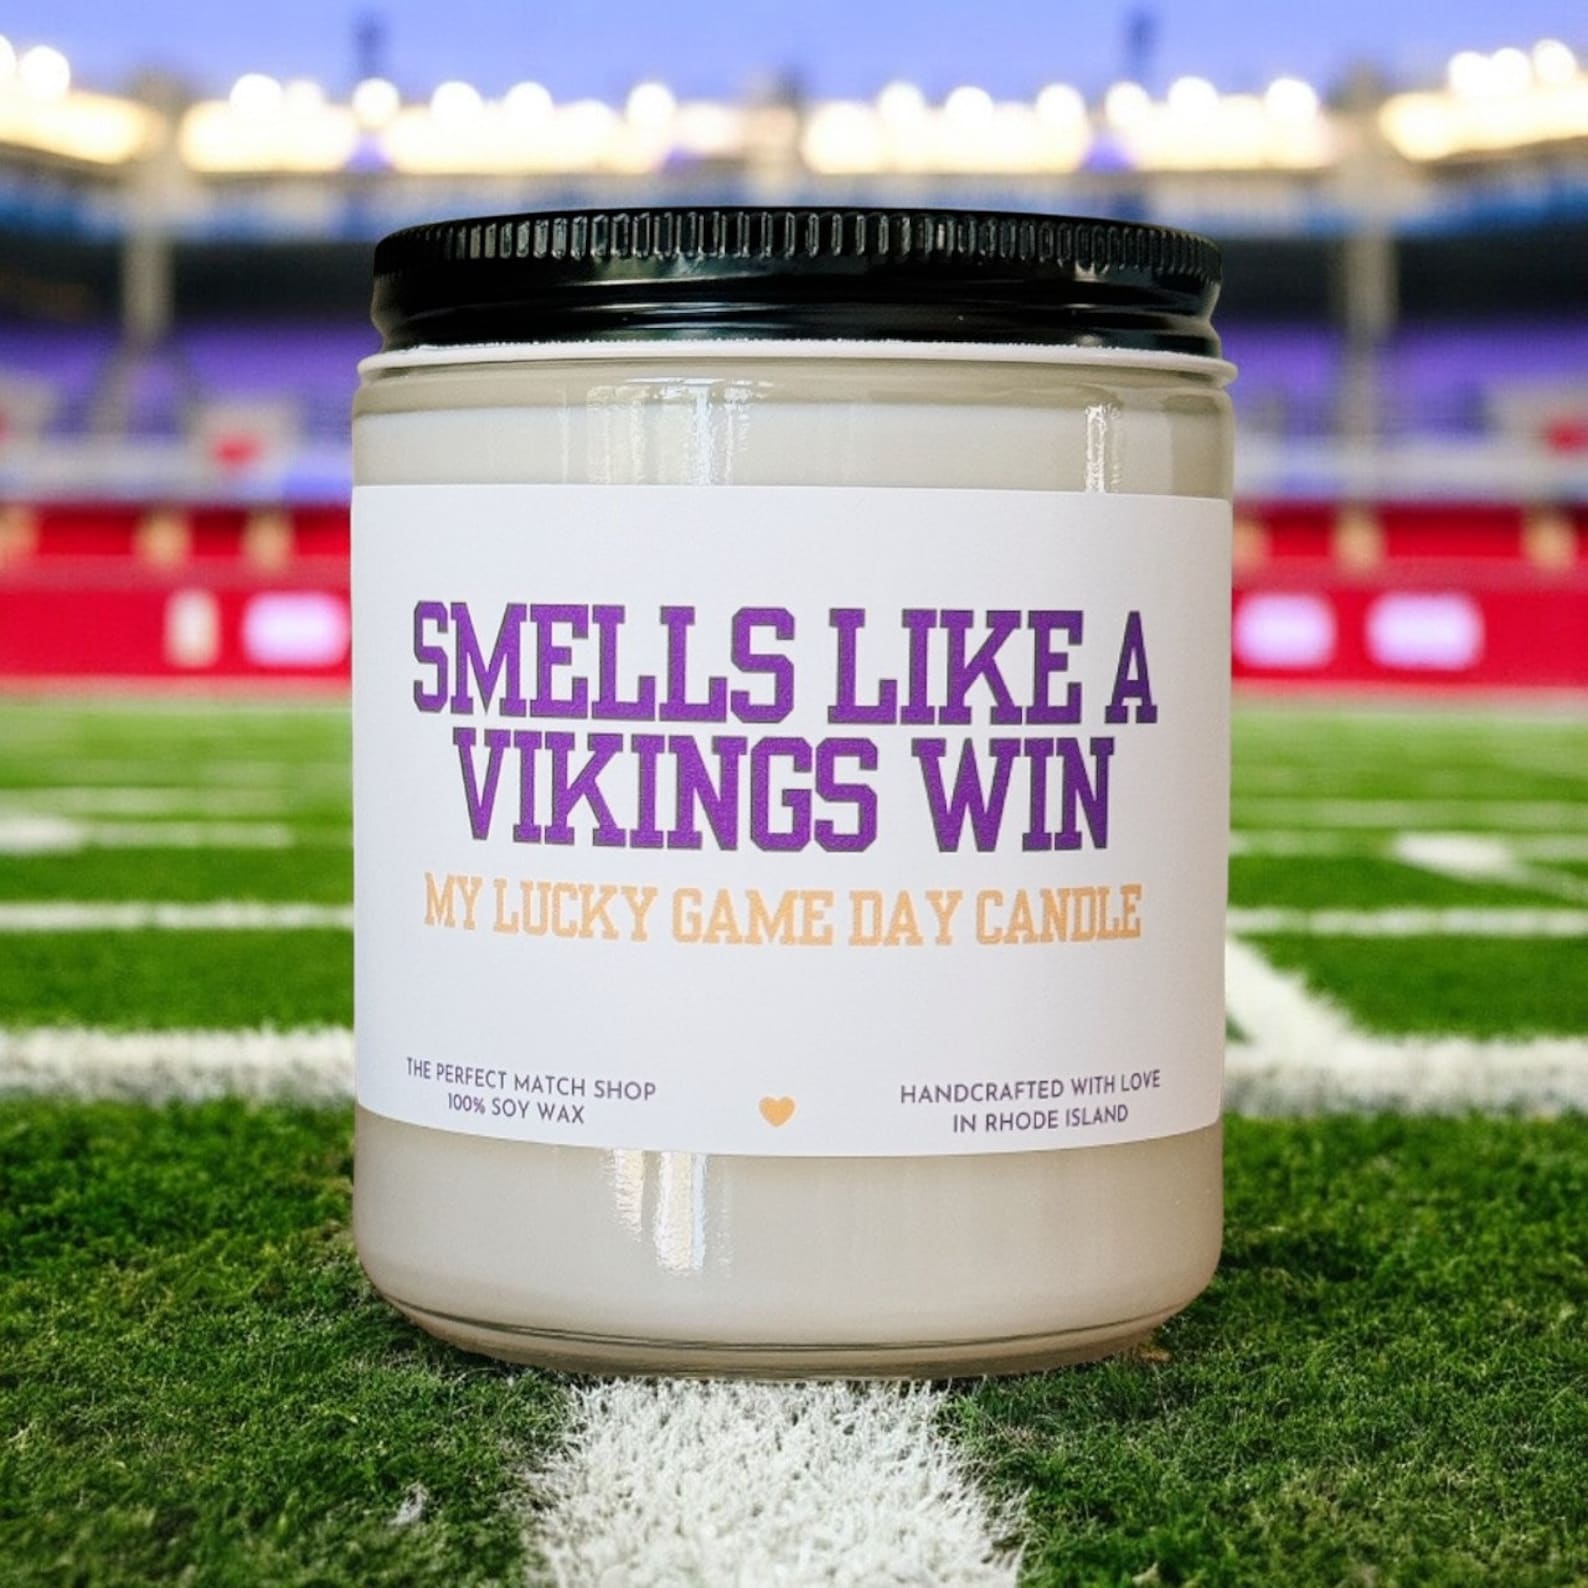 SMELLS LIKE A
VIKINGS WIN
MY LUCKY GAME DAY CANDLE
THE PERFECT MATCH SHOP
100% SOY WAX
HANDCRAFTED WITH LOVE
IN RHODE ISLAND